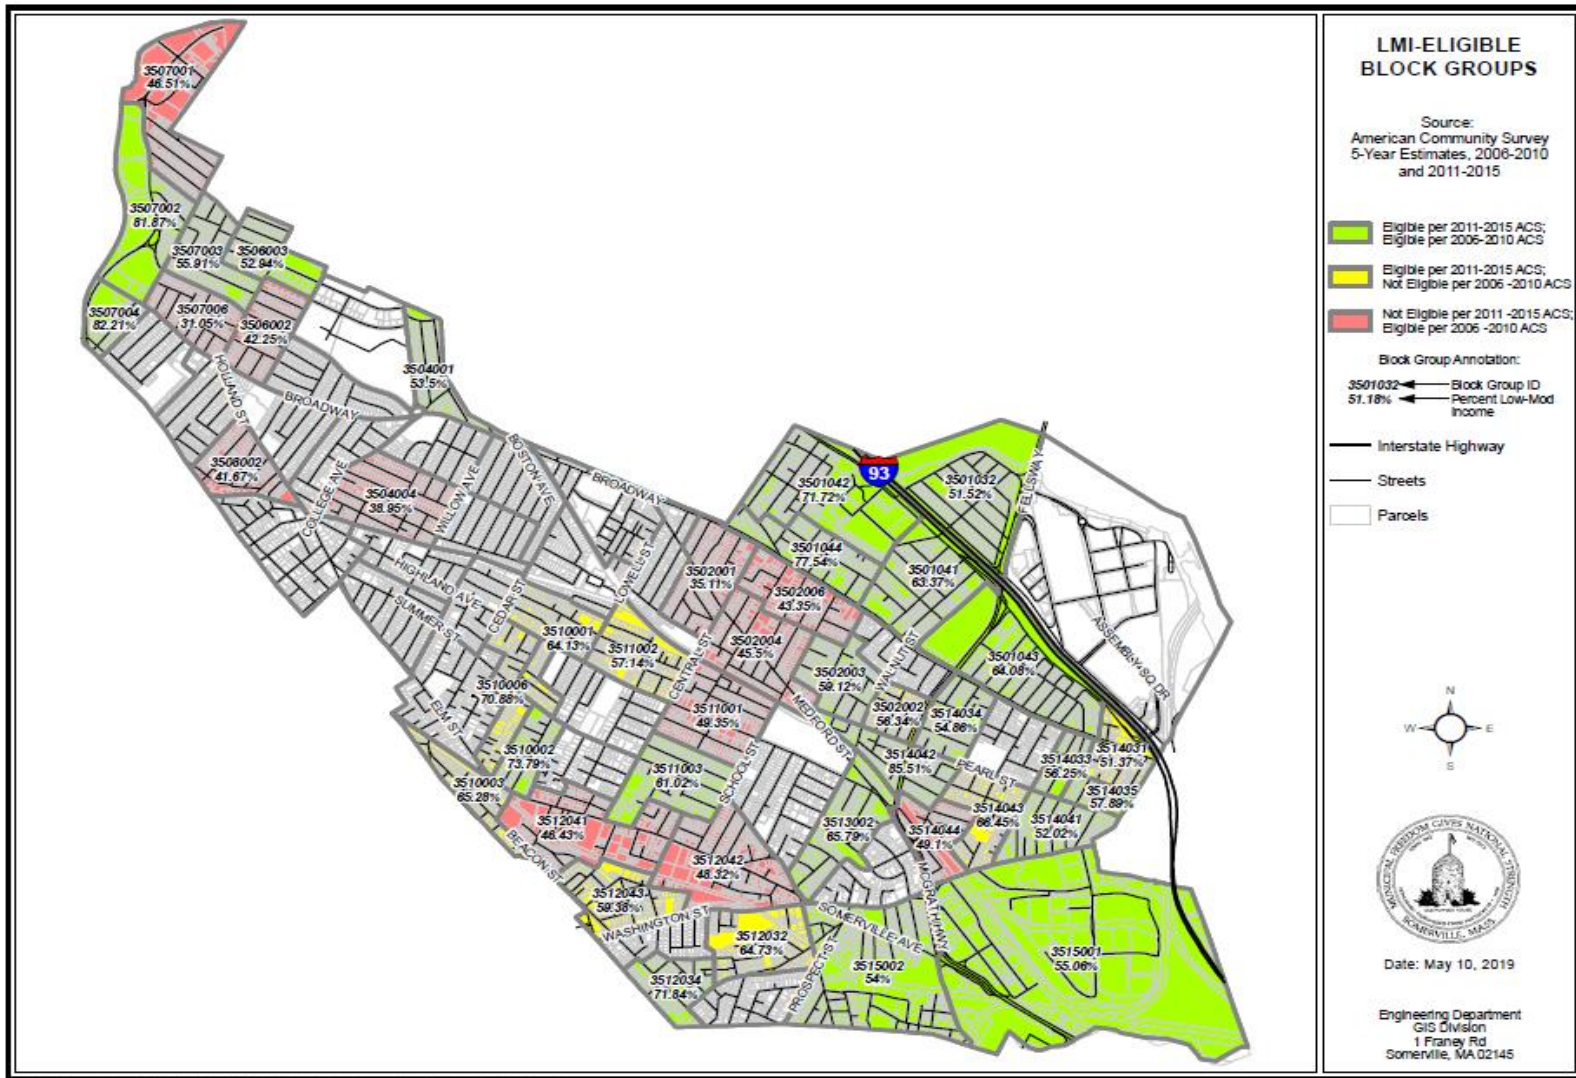 LMI-ELIGIBLE
BLOCK GROUPS
Source:
American Community Survey
5-Year Estimates, 2006-2010
and 2011-2015
Eligible per 2011-2015 ACS;
Eligible per 2006-2010 ACS
Eligible per 2011-2015 ACS;
Not Eligible per 2006 -2010 ACS
Not Eligible per 2011 -2015 ACS;
Eligible per 2006 -2010 ACS
Block Group Annotation:
3501032 Block Group ID
51.18% Percent Low-Mod
Income
Interstate Highway
Streets
Parcels
N
W E
S
MUNICIPAL FREEDOM GIVES NATIONAL STRENGTH
SOMERVILLE, MASS.
Date: May 10, 2019
Engineering Department
GIS Division
1 Franey Rd
Somerville, MA 02145
3507001
46.51%
3507002
81.87%
3507003
55.91%
3506003
52.94%
3507004
82.21%
3507006
31.05%
3506002
42.25%
3504001
53.5%
HOLLAND ST
BROADWAY
3508002
41.67%
COLLEGE AVE
3504004
38.95%
WILLOW AVE
BOSTON AVE
BROADWAY
93
3501042
71.72%
3501032
51.52%
FELLSWAY
3501044
77.54%
3501041
63.37%
HIGHLAND AVE
SUMMER ST
CEDAR ST
LOWELL ST
3502001
35.11%
3502006
43.35%
ASSEMBLY SQ DR
3510001
64.13%
3511002
57.14%
CENTRAL ST
3502004
45.5%
3502003
59.12%
WALNUT ST
3501043
64.08%
3510006
70.88%
ELM ST
3511001
49.35%
MEDFORD ST
3502002
56.34%
3514034
54.86%
3510002
73.79%
3511003
61.02%
SCHOOL ST
3514042
85.51%
PEARL ST
3514033
56.25%
3514031
51.37%
3510003
65.28%
3514035
57.89%
3512041
46.43%
3513002
65.79%
3514043
66.45%
3514041
52.02%
3514044
49.1%
BEACON ST
3512042
48.32%
MCGRATH HWY
3512043
59.38%
WASHINGTON ST
SOMERVILLE AVE
3512032
64.73%
PROSPECT ST
3515002
54%
3515001
55.06%
3512034
71.84%